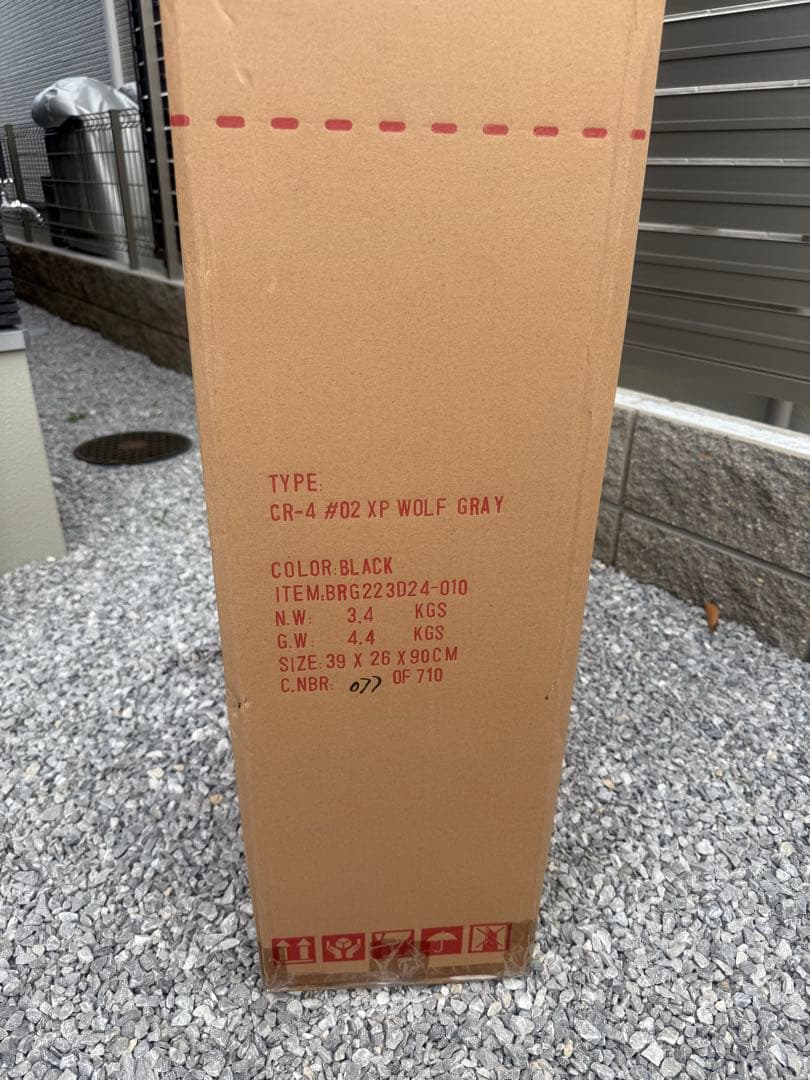 TYPE:
CR-4 #02 XP WOLF GRAY
COLOR:BLACK
ITEM:BRG223D24-010
N.W: 3.4 KGS
G.W: 4.4 KGS
SIZE: 39 X 26 X 90CM
C.NBR: 077 OF 710